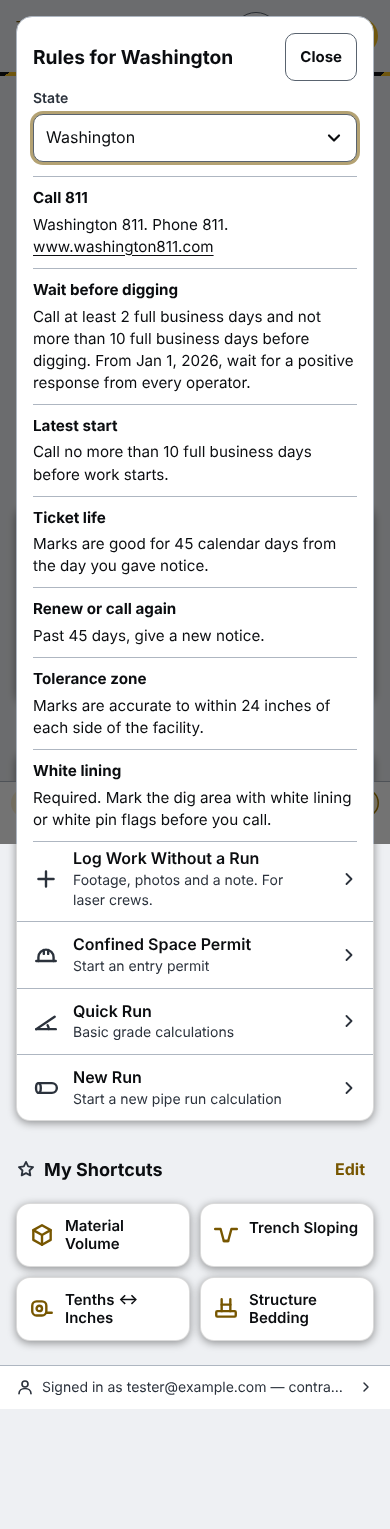 Rules for Washington
Close
State
Washington
Call 811
Washington 811. Phone 811.
www.washington811.com
Wait before digging
Call at least 2 full business days and not
more than 10 full business days before
digging. From Jan 1, 2026, wait for a positive
response from every operator.
Latest start
Call no more than 10 full business days
before work starts.
Ticket life
Marks are good for 45 calendar days from
the day you gave notice.
Renew or call again
Past 45 days, give a new notice.
Tolerance zone
Marks are accurate to within 24 inches of
each side of the facility.
White lining
Required. Mark the dig area with white lining
or white pin flags before you call.
Log Work Without a Run
Footage, photos and a note. For
laser crews.
Confined Space Permit
Start an entry permit
Quick Run
Basic grade calculations
New Run
Start a new pipe run calculation
My Shortcuts
Edit
Material
Volume
Trench Sloping
Tenths ↔
Inches
Structure
Bedding
Signed in as tester@example.com — contra...